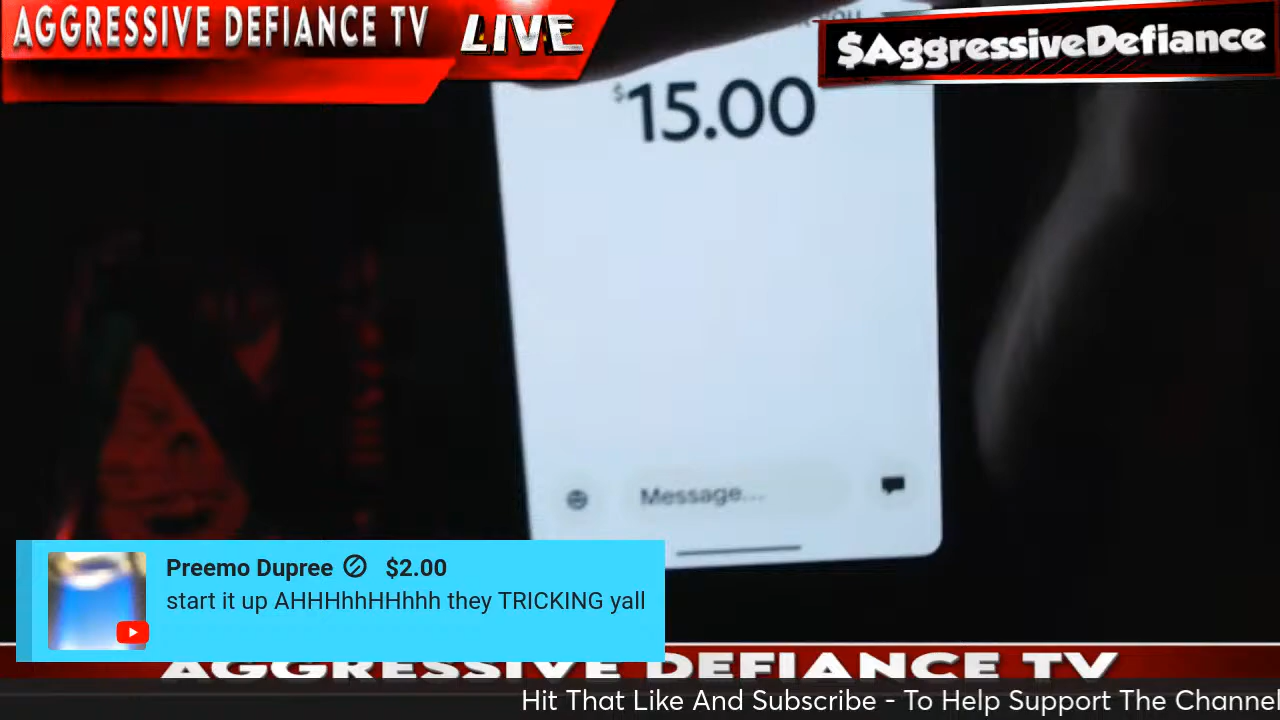 AGGRESSIVE DEFIANCE TV LIVE
$AggressiveDefiance
$15.00
Message...
Preemo Dupree $2.00
start it up AHHHhhHHhhh they TRICKING yall
AGGRESSIVE DEFIANCE TV
Hit That Like And Subscribe - To Help Support The Channel